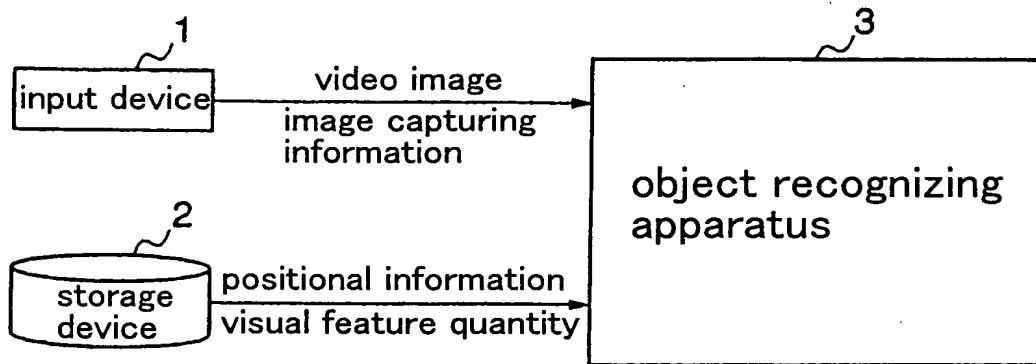 1
input device
video image
image capturing
information
3
object recognizing
apparatus
2
storage
device
positional information
visual feature quantity